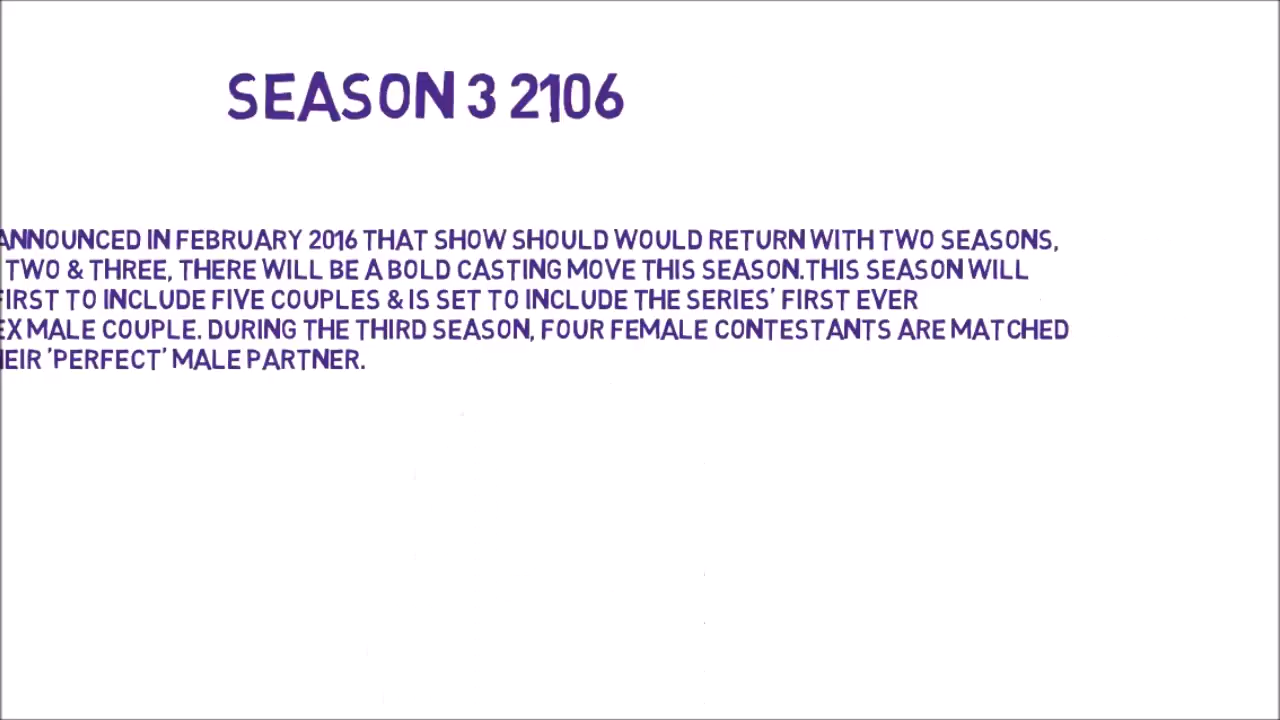 SEASON 3 2106
ANNOUNCED IN FEBRUARY 2016 THAT SHOW SHOULD WOULD RETURN WITH TWO SEASONS,
TWO & THREE, THERE WILL BE A BOLD CASTING MOVE THIS SEASON.THIS SEASON WILL
FIRST TO INCLUDE FIVE COUPLES & IS SET TO INCLUDE THE SERIES' FIRST EVER
MALE COUPLE. DURING THE THIRD SEASON, FOUR FEMALE CONTESTANTS ARE MATCHED
'PERFECT' MALE PARTNER.